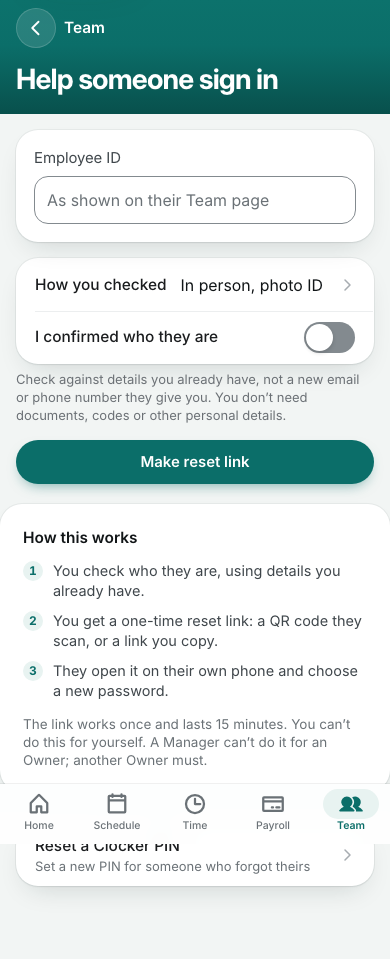 Team
Help someone sign in
Employee ID
As shown on their Team page
How you checked In person, photo ID
I confirmed who they are
Check against details you already have, not a new email
or phone number they give you. You don’t need
documents, codes or other personal details.
Make reset link
How this works
1 You check who they are, using details you
already have.
2 You get a one-time reset link: a QR code they
scan, or a link you copy.
3 They open it on their own phone and choose
a new password.
The link works once and lasts 15 minutes. You can’t
do this for yourself. A Manager can’t do it for an
Owner; another Owner must.
Home Schedule Time Payroll Team
Reset a Clocker PIN
Set a new PIN for someone who forgot theirs